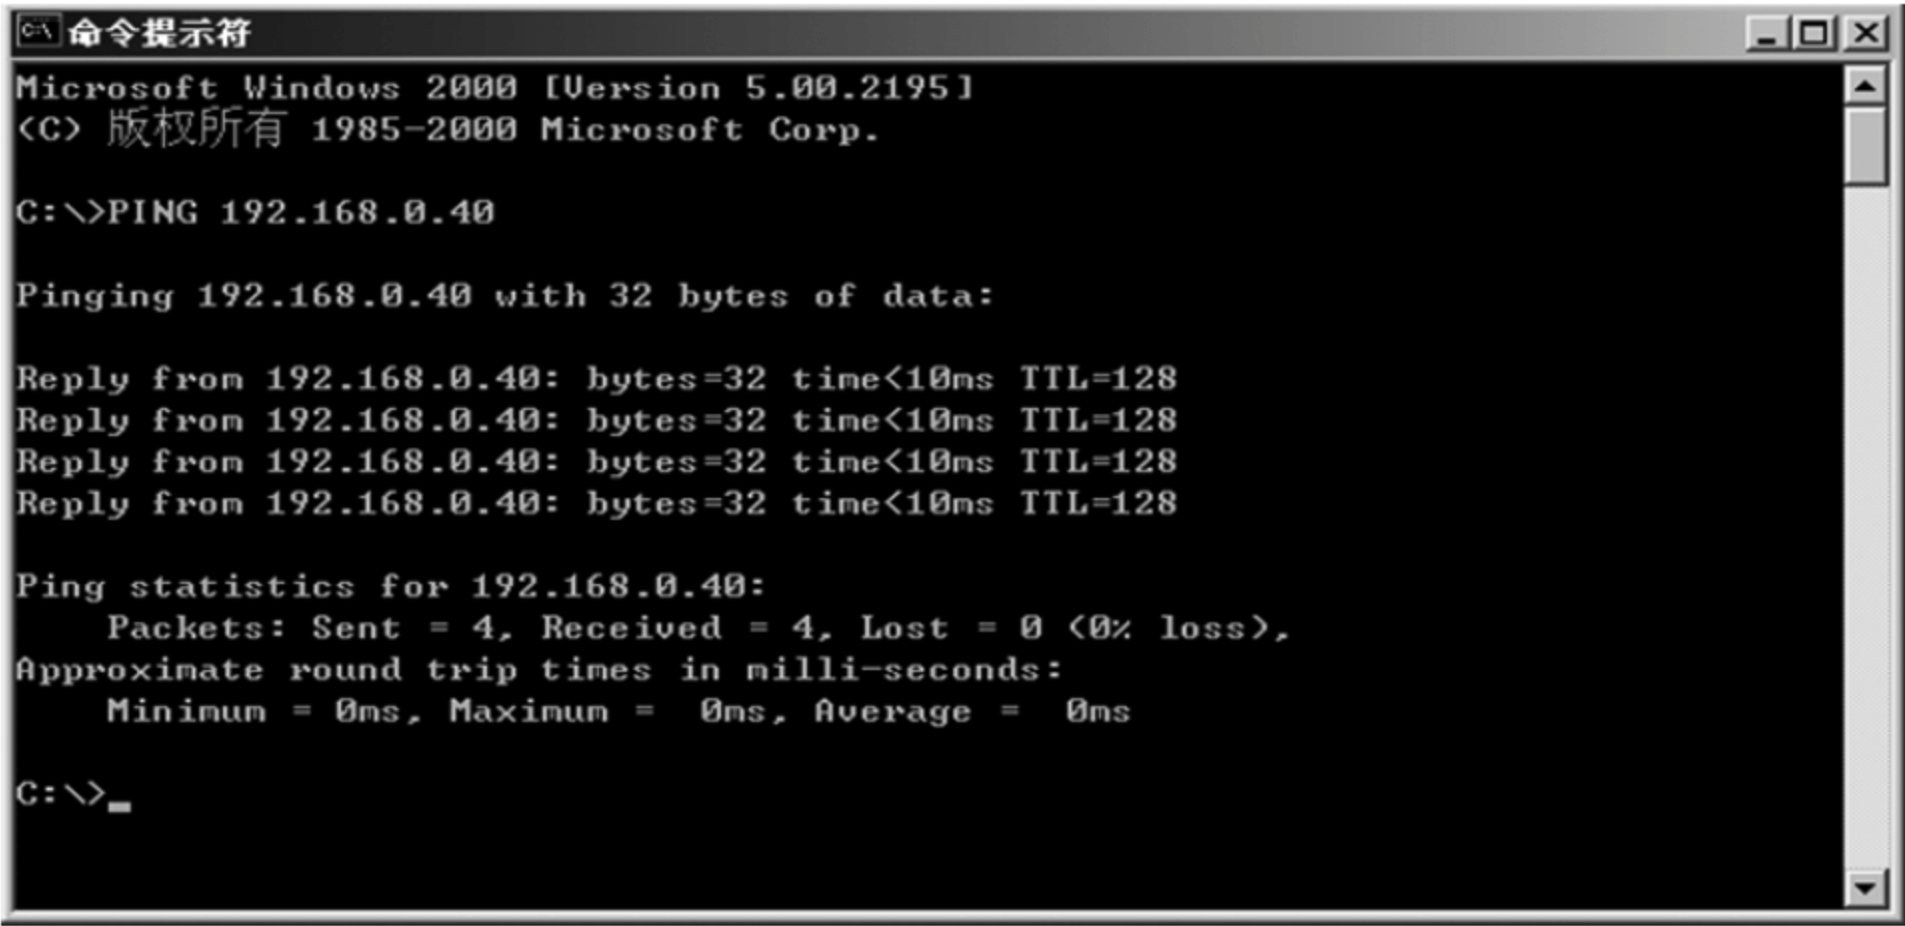 命令提示符
Microsoft Windows 2000 [Version 5.00.2195]
(C) 版权所有 1985-2000 Microsoft Corp.
C:\>PING 192.168.0.40
Pinging 192.168.0.40 with 32 bytes of data:
Reply from 192.168.0.40: bytes=32 time<10ms TTL=128
Reply from 192.168.0.40: bytes=32 time<10ms TTL=128
Reply from 192.168.0.40: bytes=32 time<10ms TTL=128
Reply from 192.168.0.40: bytes=32 time<10ms TTL=128
Ping statistics for 192.168.0.40:
    Packets: Sent = 4, Received = 4, Lost = 0 (0% loss),
Approximate round trip times in milli-seconds:
    Minimum = 0ms, Maximum =  0ms, Average =  0ms
C:\>